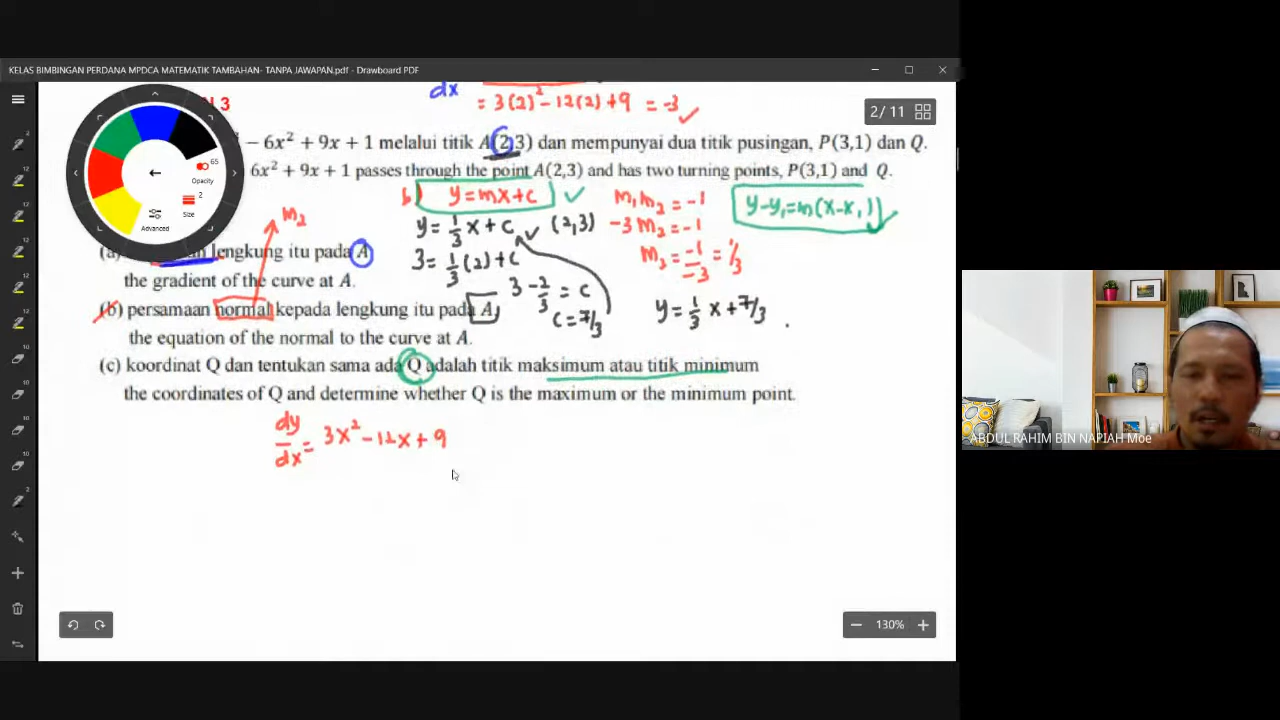 KELAS BIMBINGAN PERDANA MPDCA MATEMATIK TAMBAHAN- TANPA JAWAPAN.pdf - Drawboard PDF
2/11
dx
= 3(2)² - 12(2) + 9 = -3
3
- 6x² + 9x + 1 melalui titik A(2,3) dan mempunyai dua titik pusingan, P(3,1) dan Q.
6x² + 9x + 1 passes through the point A(2,3) and has two turning points, P(3,1) and Q.
b) y=mx+c
m₁m₂ = -1
y-y₁=m(x-x₁)
y = 1/3 x + c (2,3)
-3m₂ = -1
3 = 1/3 (2) + c
m₂ = -1/-3 = 1/3
3 - 2/3 = c
c = 7/3
y = 1/3 x + 7/3
m₂
(a) lengkung itu pada A
the gradient of the curve at A.
(b) persamaan normal kepada lengkung itu pada A,
the equation of the normal to the curve at A.
(c) koordinat Q dan tentukan sama ada Q adalah titik maksimum atau titik minimum
the coordinates of Q and determine whether Q is the maximum or the minimum point.
dy/dx = 3x² - 12x + 9
65
Opacity
2
Size
Advanced
130%
ABDUL RAHIM BIN NAPIAH Moe